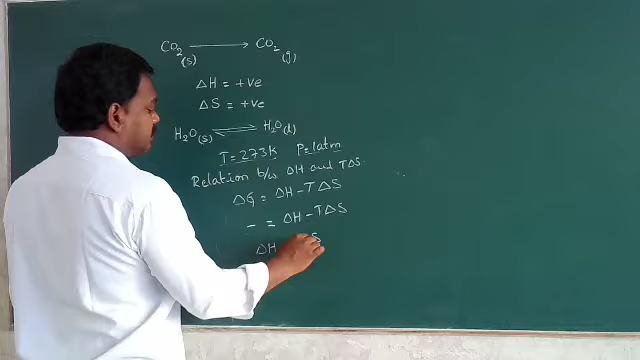 CO₂(s) ⟶ CO₂(g)
ΔH = +ve
ΔS = +ve
H₂O(s) ⇌ H₂O(l)
T = 273K P=1atm
Relation b/w ΔH and TΔS
ΔG = ΔH - TΔS
- = ΔH - TΔS
ΔH S